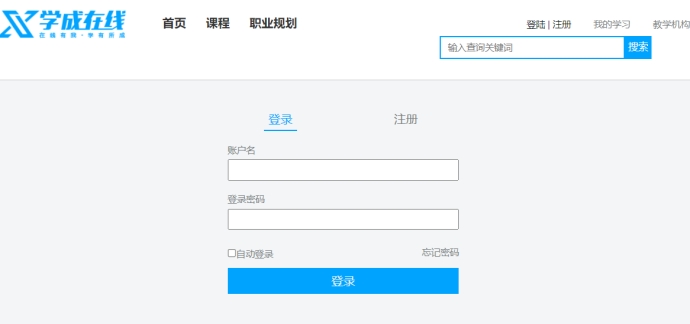 学成在线
在线有我·学有所成
首页 课程 职业规划 登陆 | 注册 我的学习 教学机构
输入查询关键词 搜索
登录 注册
账户名
登录密码
自动登录 忘记密码
登录